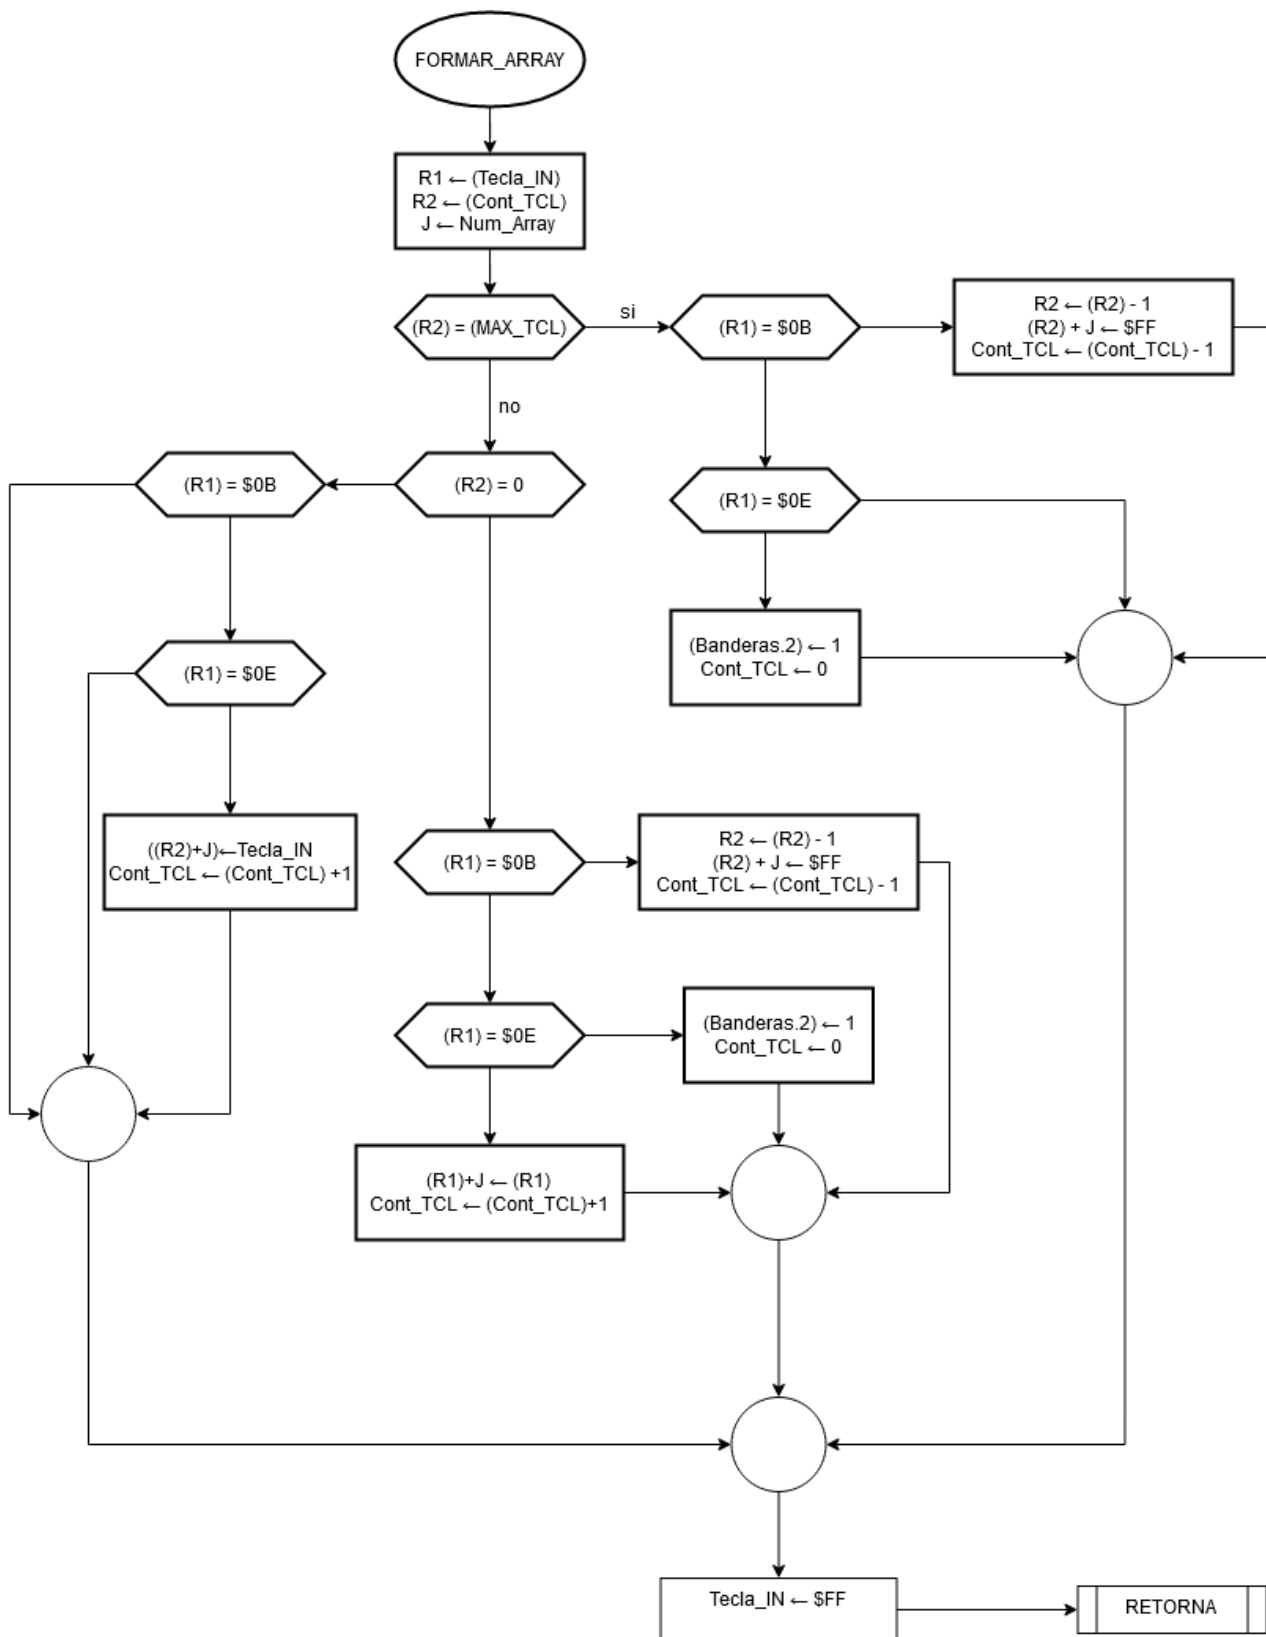 FORMAR_ARRAY
R1 ← (Tecla_IN)
R2 ← (Cont_TCL)
J ← Num_Array
(R2) = (MAX_TCL)
si
(R1) = $0B
R2 ← (R2) - 1
(R2) + J ← $FF
Cont_TCL ← (Cont_TCL) - 1
no
(R1) = $0B
(R2) = 0
(R1) = $0E
(R1) = $0E
(Banderas.2) ← 1
Cont_TCL ← 0
((R2)+J)←Tecla_IN
Cont_TCL ← (Cont_TCL) +1
(R1) = $0B
R2 ← (R2) - 1
(R2) + J ← $FF
Cont_TCL ← (Cont_TCL) - 1
(R1) = $0E
(Banderas.2) ← 1
Cont_TCL ← 0
(R1)+J ← (R1)
Cont_TCL ← (Cont_TCL)+1
Tecla_IN ← $FF
RETORNA